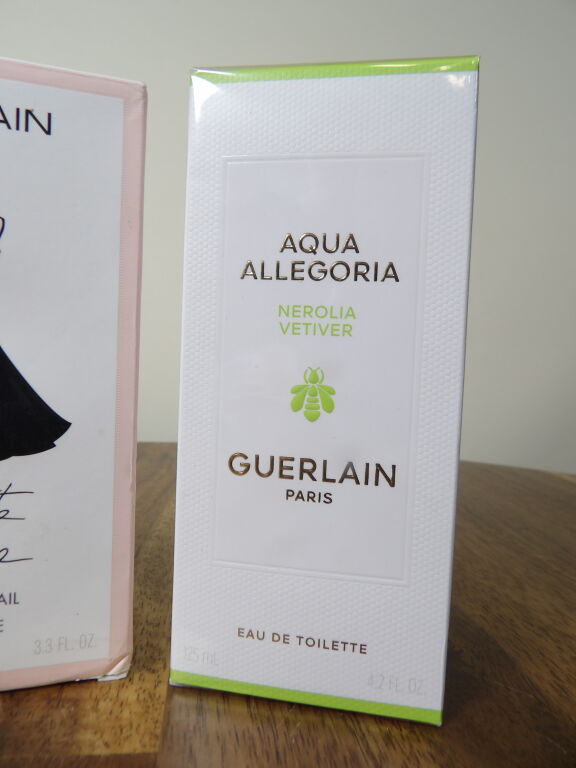 AIN
AIL
E
3.3 FL. OZ.
AQUA
ALLEGORIA
NEROLIA
VETIVER
GUERLAIN
PARIS
EAU DE TOILETTE
125 mL
4.2 FL. OZ.